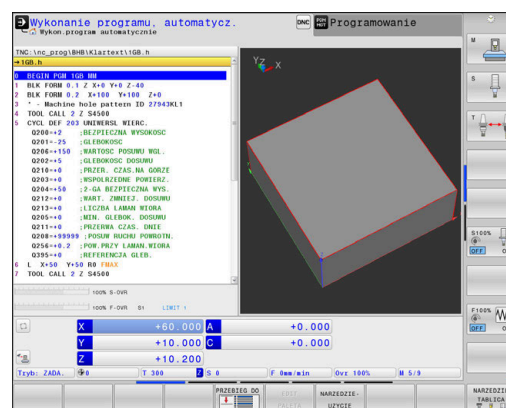 Wykonanie programu, automatycz.
Wykon.program automatycznie
DNC
Programowanie
TNC:\nc_prog\BHB\Klartext\1GB.h
→1GB.h
0 BEGIN PGM 1GB MM
1 BLK FORM 0.1 Z X+0 Y+0 Z-40
2 BLK FORM 0.2 X+100 Y+100 Z+0
3 * - Machine hole pattern ID 27943KL1
4 TOOL CALL 2 Z S4500
5 CYCL DEF 203 UNIWERSL WIERC.
Q200=+2 ;BEZPIECZNA WYSOKOSC
Q201=-25 ;GLEBOKOSC
Q206=+150 ;WARTOSC POSUWU WGL.
Q202=+5 ;GLEBOKOSC DOSUWU
Q210=+0 ;PRZER. CZAS.NA GORZE
Q203=+0 ;WSPOLRZEDNE POWIERZ.
Q204=+50 ;2-GA BEZPIECZNA WYS.
Q212=+0 ;WART. ZMNIEJ. DOSUWU
Q213=+0 ;LICZBA LAMAN WIORA
Q205=+0 ;MIN. GLEBOK. DOSUWU
Q211=+0 ;PRZERWA CZAS. DNIE
Q208=+99999 ;POSUW RUCHU POWROTN.
Q256=+0.2 ;POW.PRZY LAMAN.WIORA
Q395=+0 ;REFERENCJA GLEB.
6 L X+50 Y+50 R0 FMAX
7 TOOL CALL 2 Z S4500
Z
Y
X
100% S-OVR
100% F-OVR S1 LIMIT 1
X +60.000 A +0.000
Y +10.000 C +0.000
Z +10.200
Tryb: ZADA. 0 T 300 Z S 0 F 0mm/min Ovr 100% M 5/9
M
S
T
S100%
OFF
F100%
OFF
PRZEBIEG DO
NARZEDZIE-
UZYCIE
NARZEDZI
TABLICA